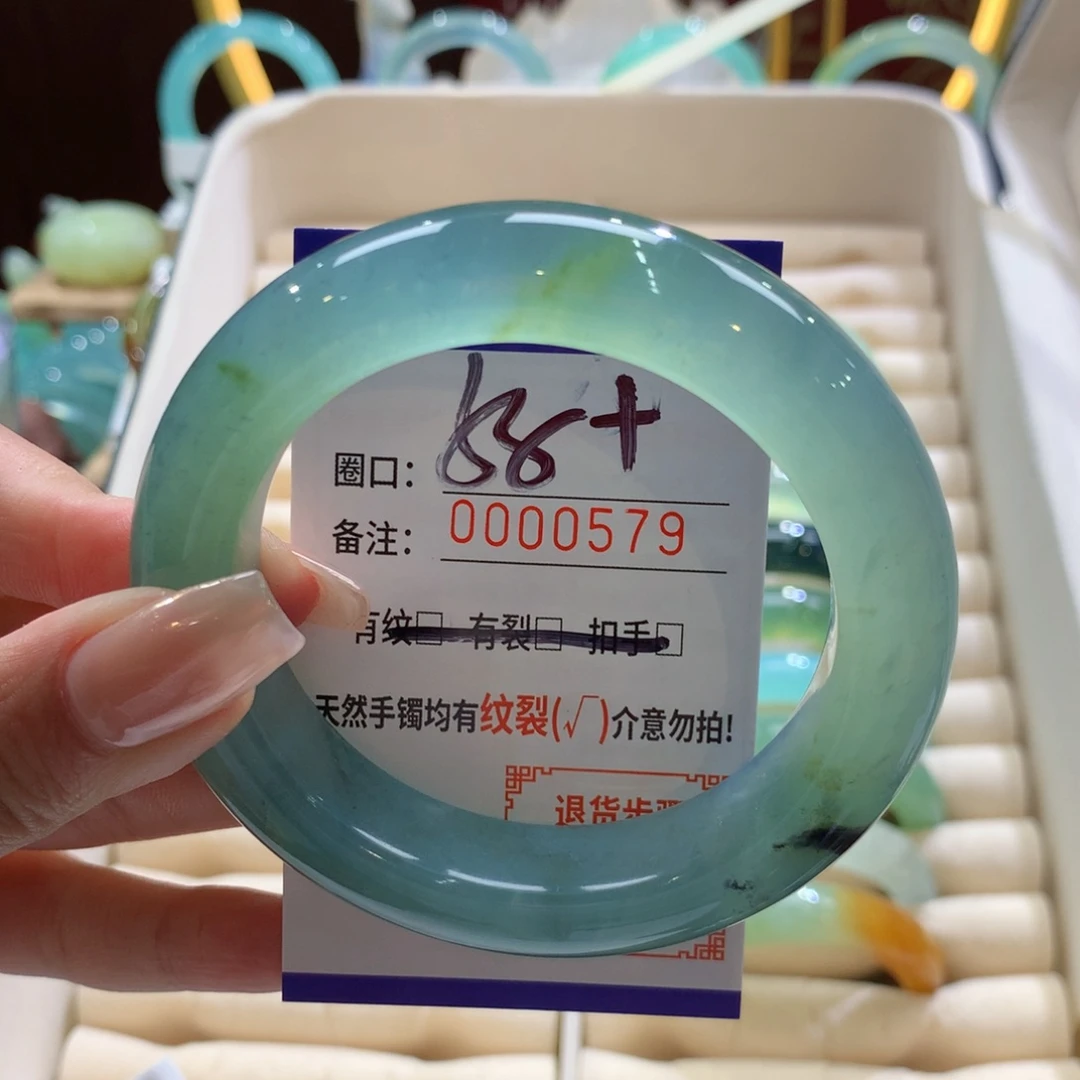 圈口:
备注: 0000579
有纹□ 有裂□ 扣手□
天然手镯均有纹裂(√)介意勿拍!
退货步骤